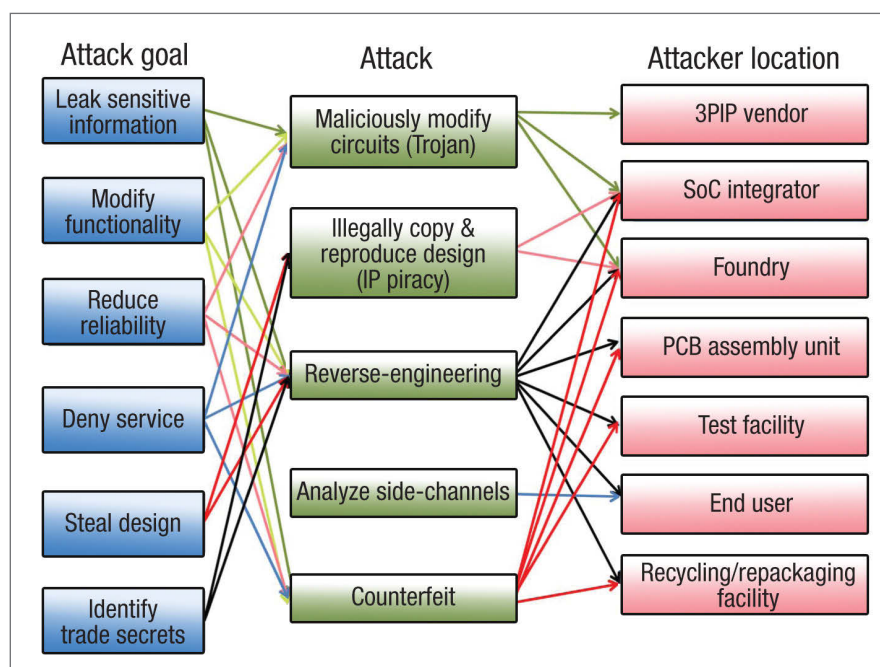 Attack goal
Attack
Attacker location
Leak sensitive
information
Modify
functionality
Reduce
reliability
Deny service
Steal design
Identify
trade secrets
Maliciously modify
circuits (Trojan)
Illegally copy &
reproduce design
(IP piracy)
Reverse-engineering
Analyze side-channels
Counterfeit
3PIP vendor
SoC integrator
Foundry
PCB assembly unit
Test facility
End user
Recycling/repackaging
facility